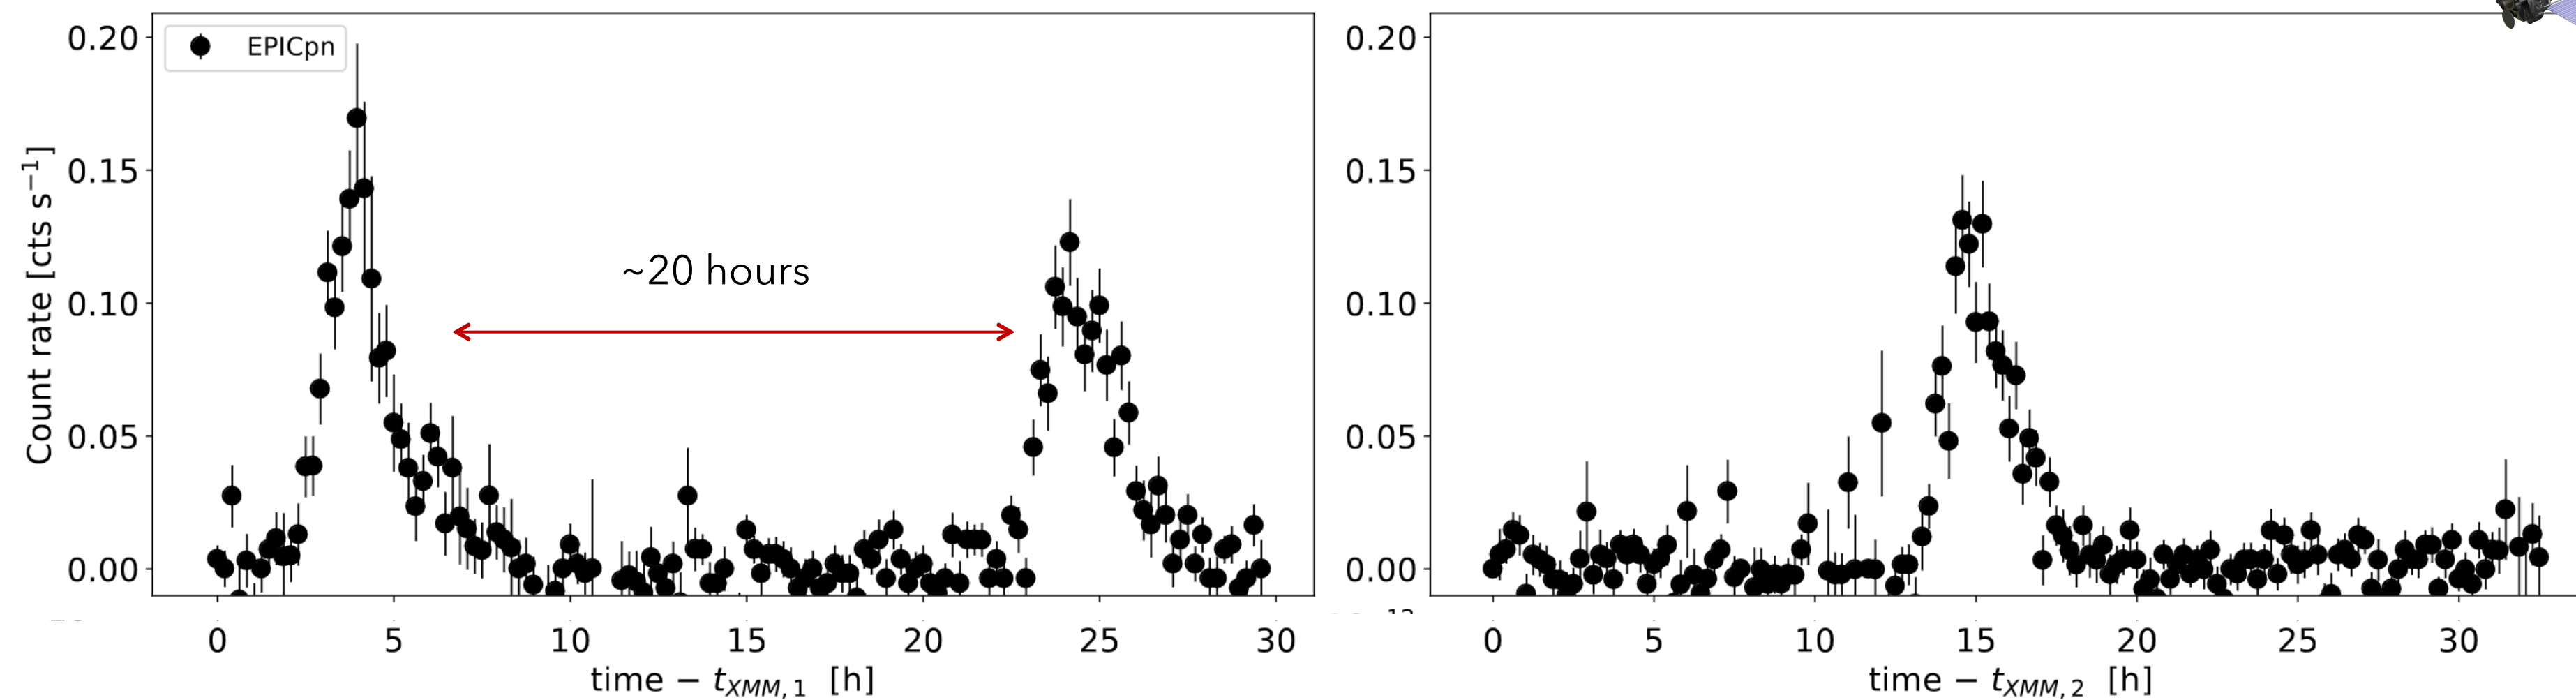 EPICpn
~20 hours
Count rate [cts s⁻¹]
0.20
0.15
0.10
0.05
0.00
0 5 10 15 20 25 30
time − t_XMM, 1 [h]
0.20
0.15
0.10
0.05
0.00
0 5 10 15 20 25 30
time − t_XMM, 2 [h]